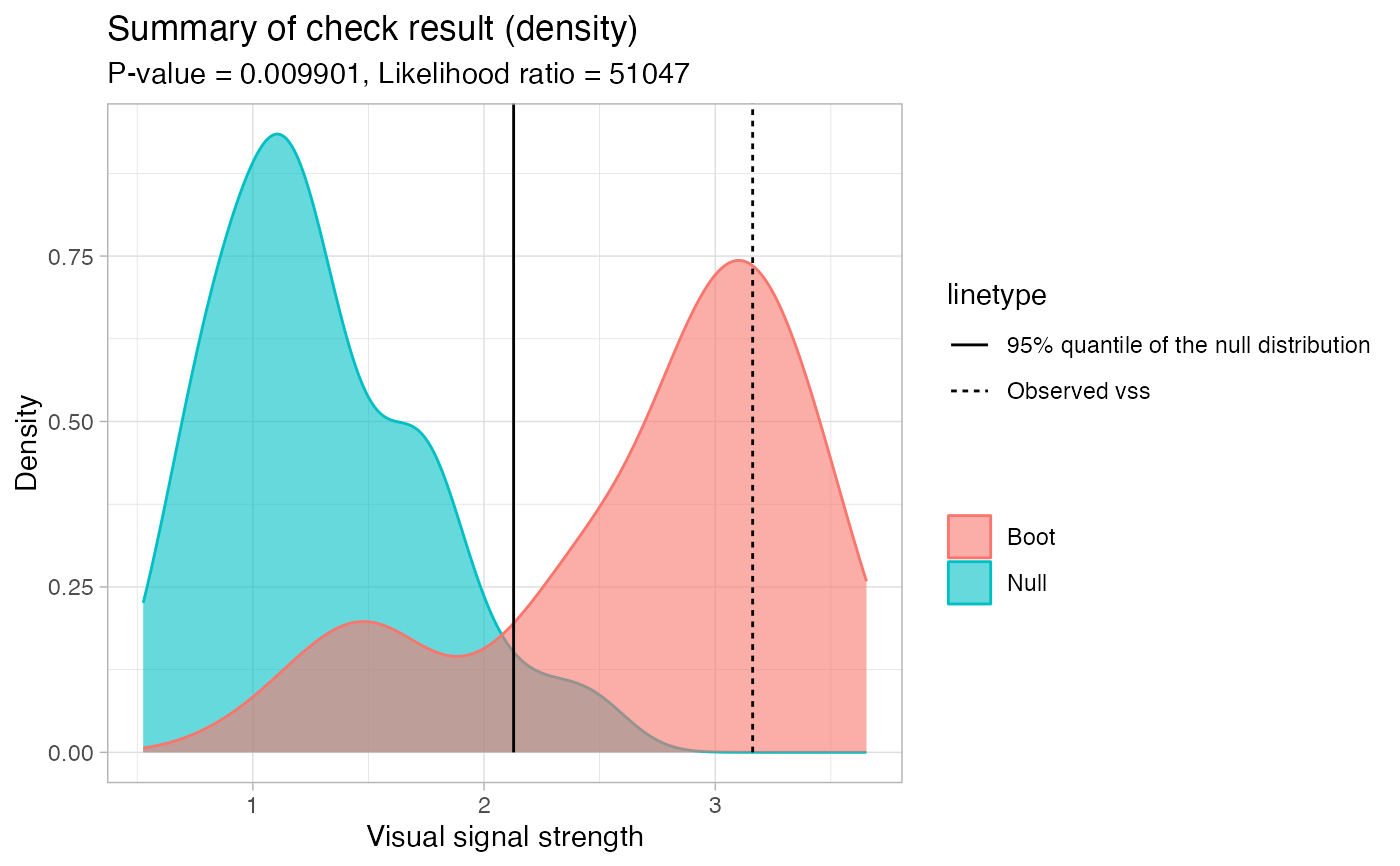 Summary of check result (density)
P-value = 0.009901, Likelihood ratio = 51047
Density
0.75
0.50
0.25
0.00
1
2
3
Visual signal strength
linetype
95% quantile of the null distribution
Observed vss
Boot
Null